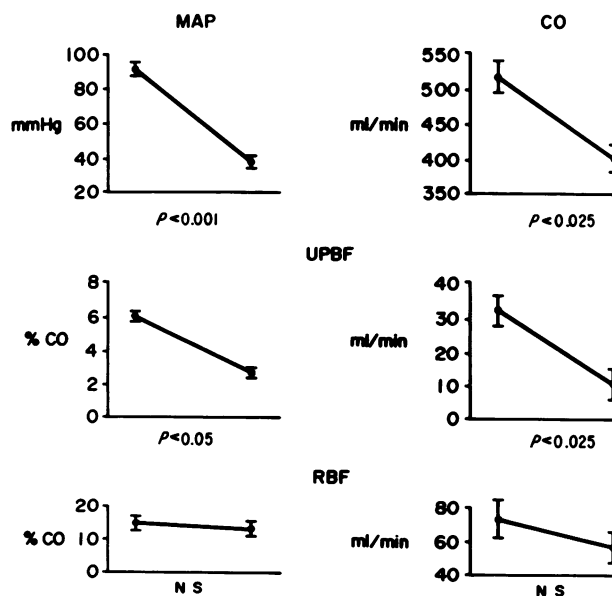 MAP
100
80
mmHg
60
40
20
ρ<0.001
CO
550
500
450
ml/min
400
350
ρ<0.025
UPBF
8
6
% CO
4
2
0
ρ<0.05
40
30
20
ml/min
10
0
ρ<0.025
RBF
20
% CO 10
0
N S
80
ml/min
60
40
N S